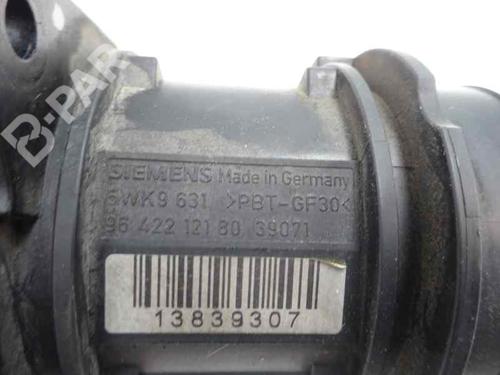 B-PAR
SIEMENS Made in Germany
5WK9 631 >PBT-GF30<
96 422 121 80 39071
13839307